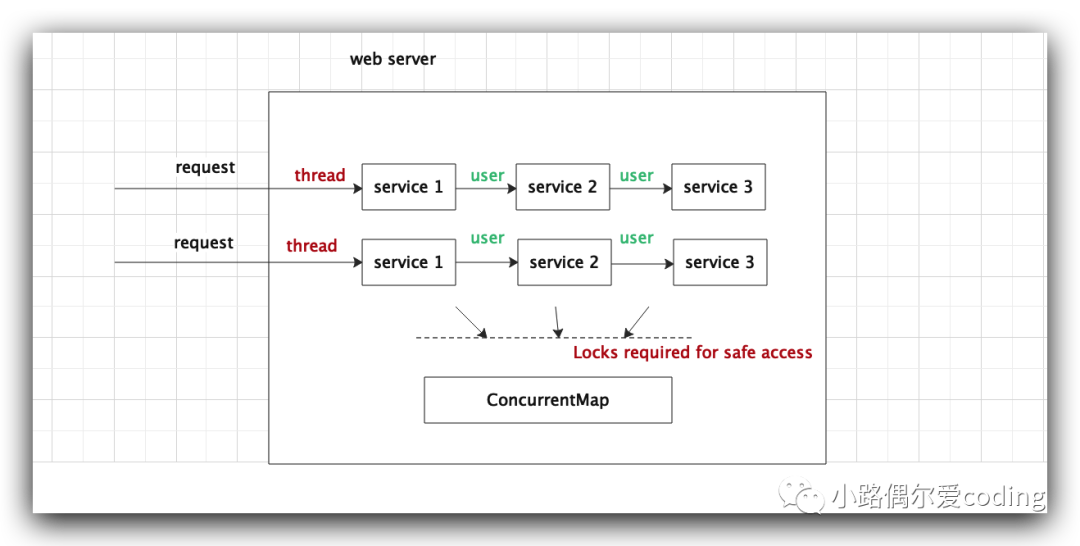 web server
request
thread
service 1
user
service 2
user
service 3
request
thread
service 1
user
service 2
user
service 3
Locks required for safe access
ConcurrentMap
小路偶尔爱coding